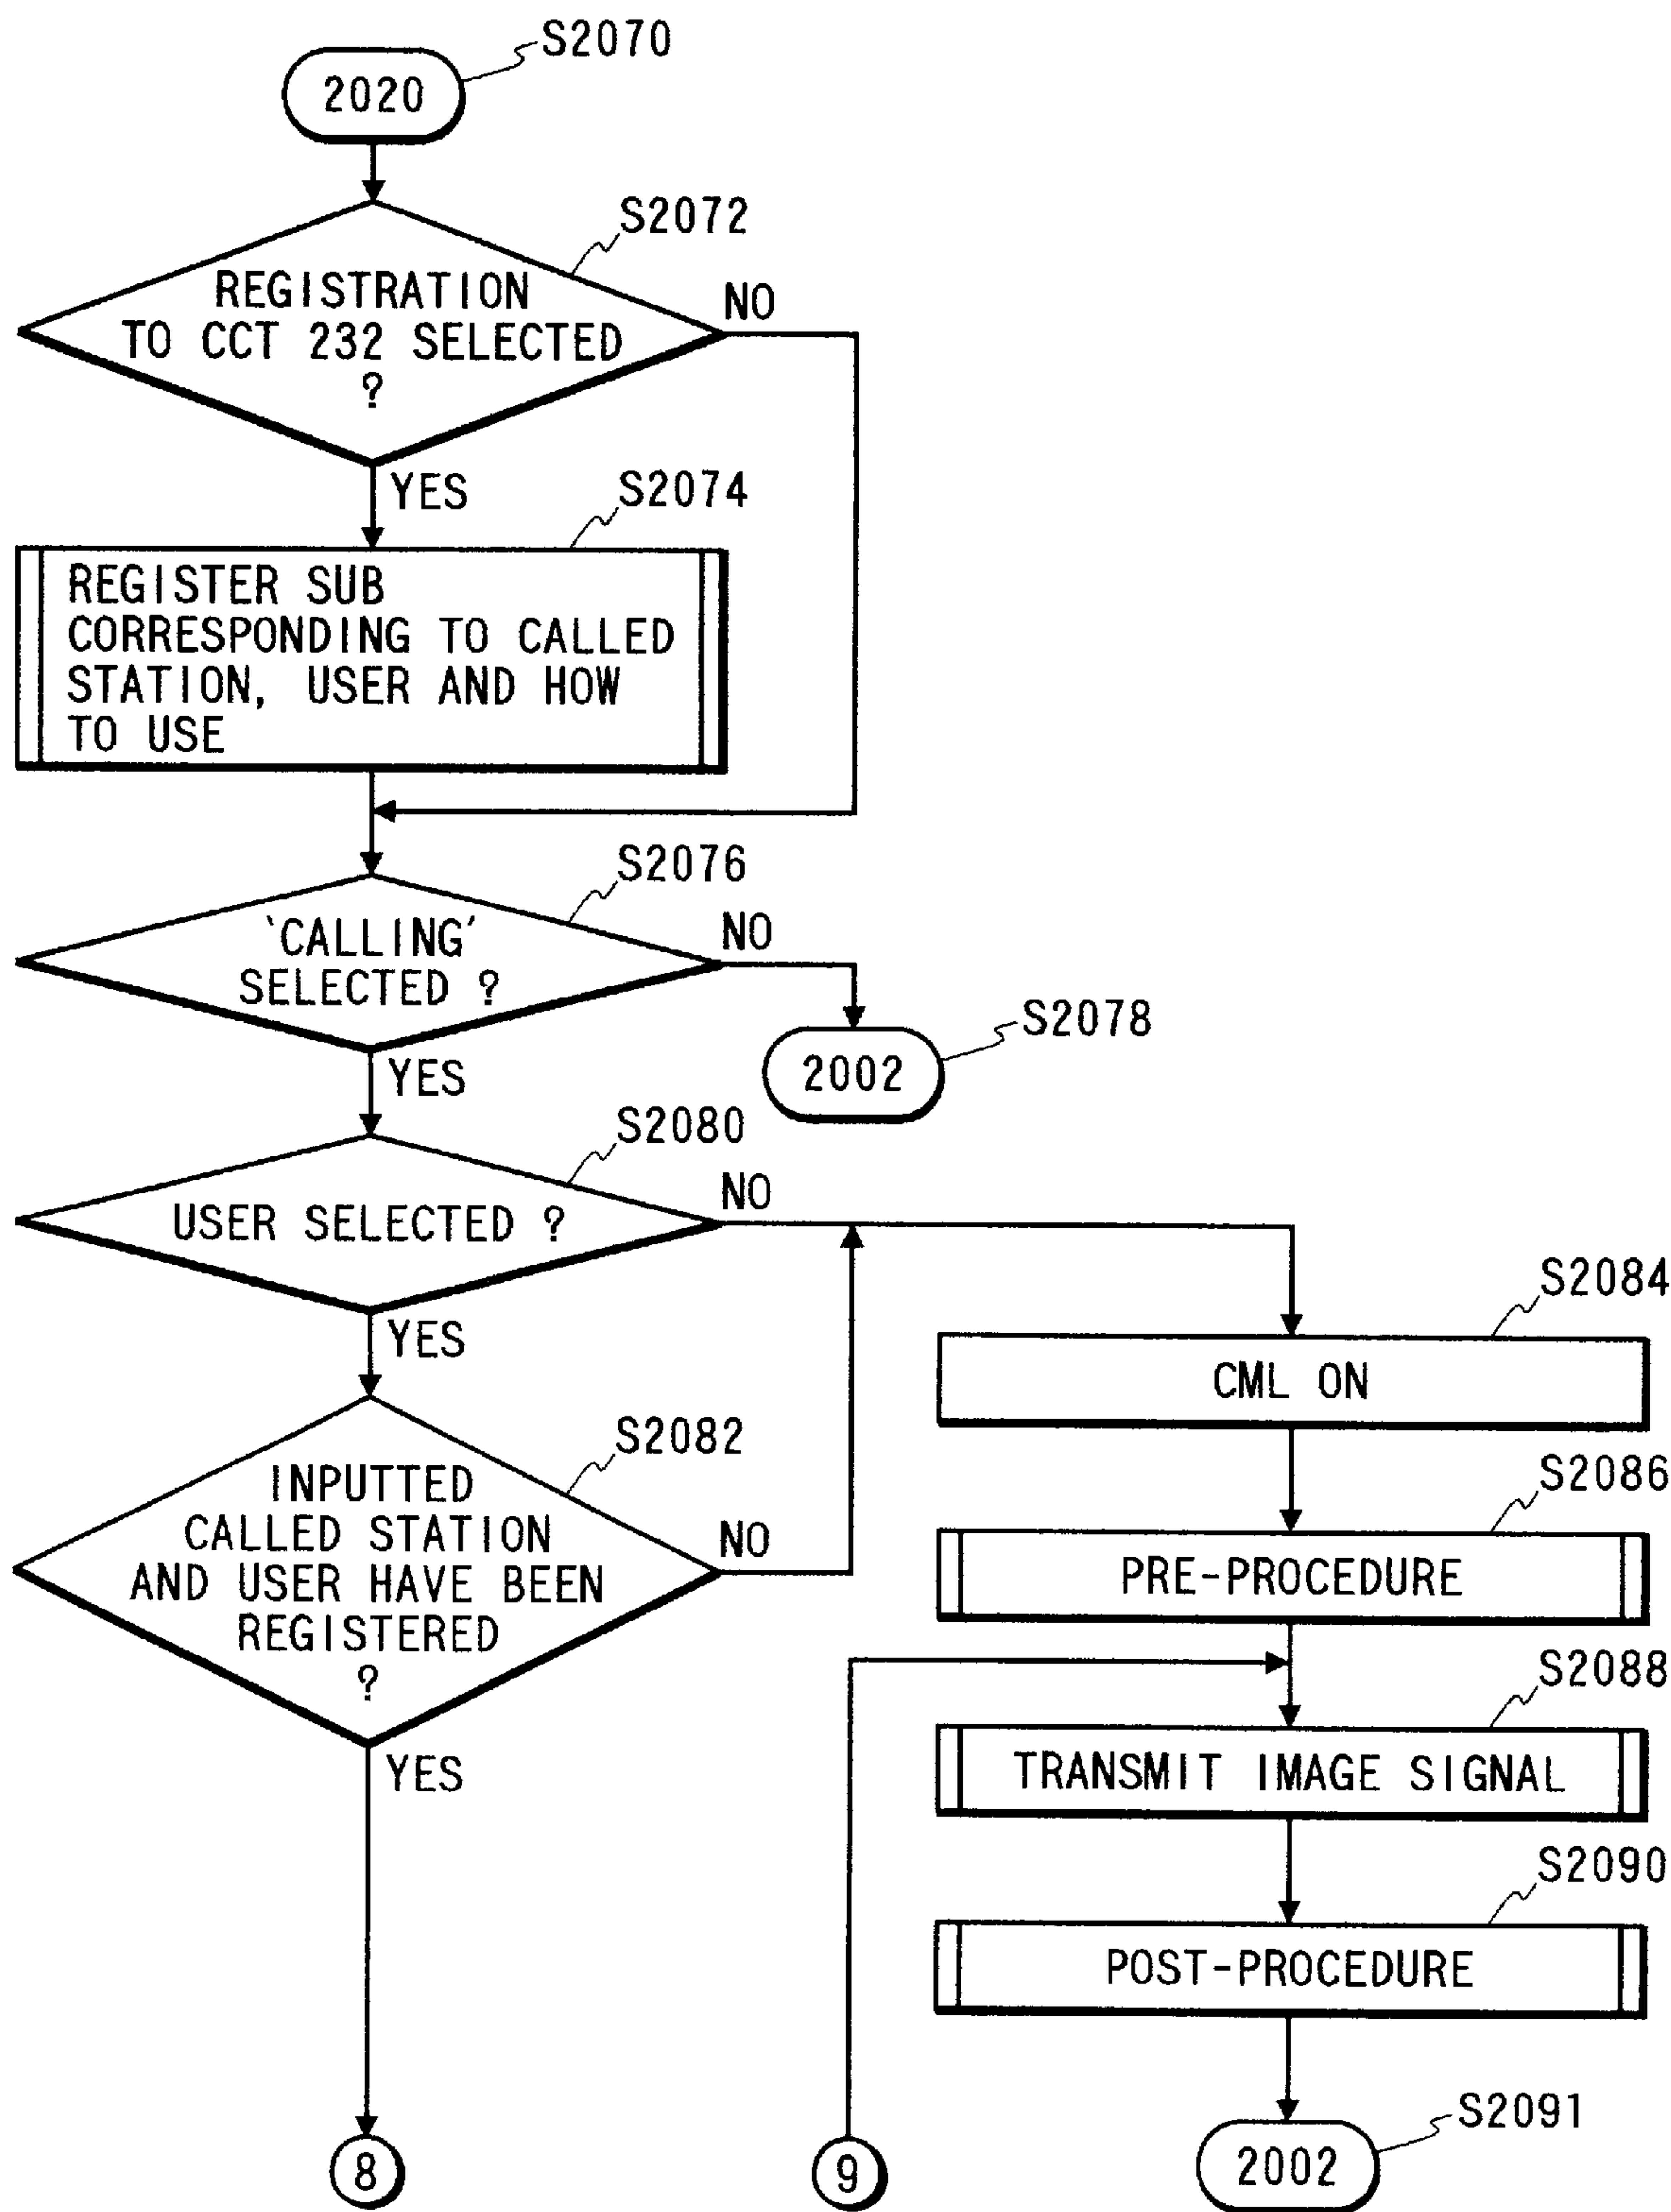 S2070
2020
S2072
REGISTRATION
TO CCT 232 SELECTED
?
NO
YES
S2074
REGISTER SUB
CORRESPONDING TO CALLED
STATION, USER AND HOW
TO USE
S2076
'CALLING'
SELECTED ?
NO
YES
S2078
2002
S2080
USER SELECTED ?
NO
YES
S2082
INPUTTED
CALLED STATION
AND USER HAVE BEEN
REGISTERED
?
NO
YES
8
S2084
CML ON
S2086
PRE-PROCEDURE
S2088
TRANSMIT IMAGE SIGNAL
S2090
POST-PROCEDURE
S2091
2002
9